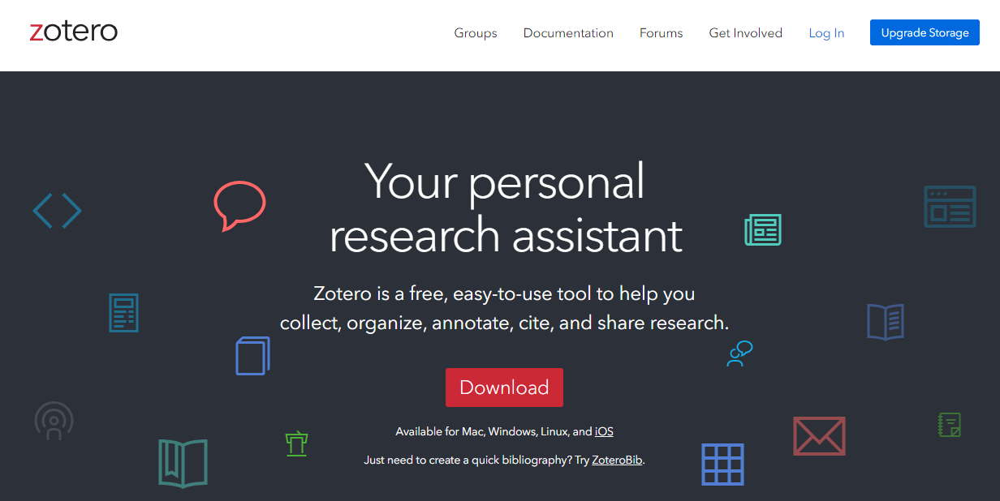 zotero
Groups Documentation Forums Get Involved Log In Upgrade Storage
Your personal
research assistant
Zotero is a free, easy-to-use tool to help you
collect, organize, annotate, cite, and share research.
Download
Available for Mac, Windows, Linux, and iOS
Just need to create a quick bibliography? Try ZoteroBib.